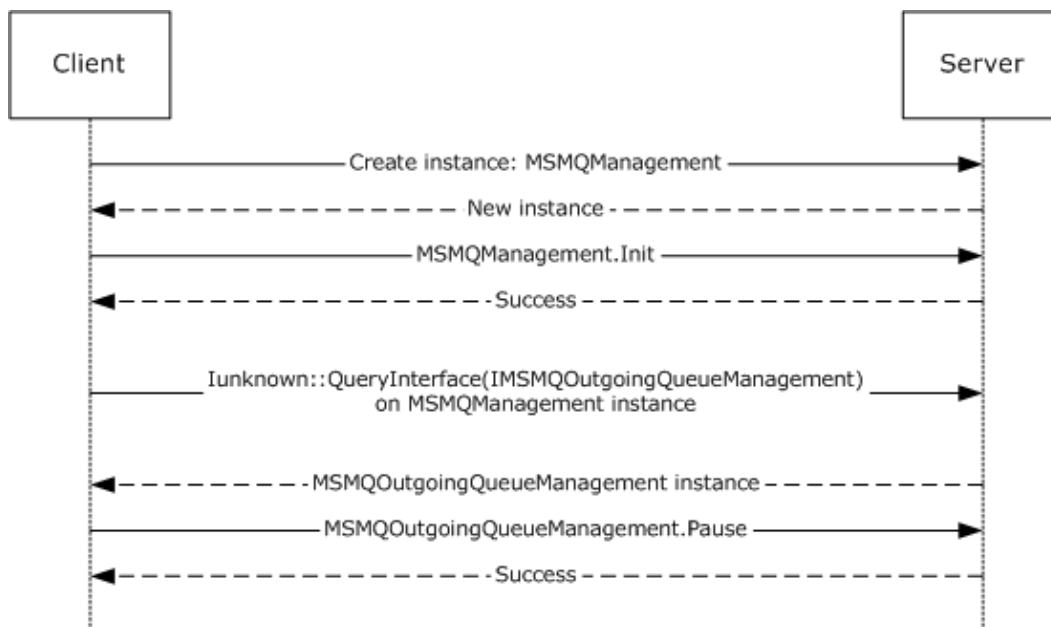 Client
Server
Create instance: MSMQManagement
New instance
MSMQManagement.Init
Success
Iunknown::QueryInterface(IMSMQOutgoingQueueManagement)
on MSMQManagement instance
MSMQOutgoingQueueManagement instance
MSMQOutgoingQueueManagement.Pause
Success